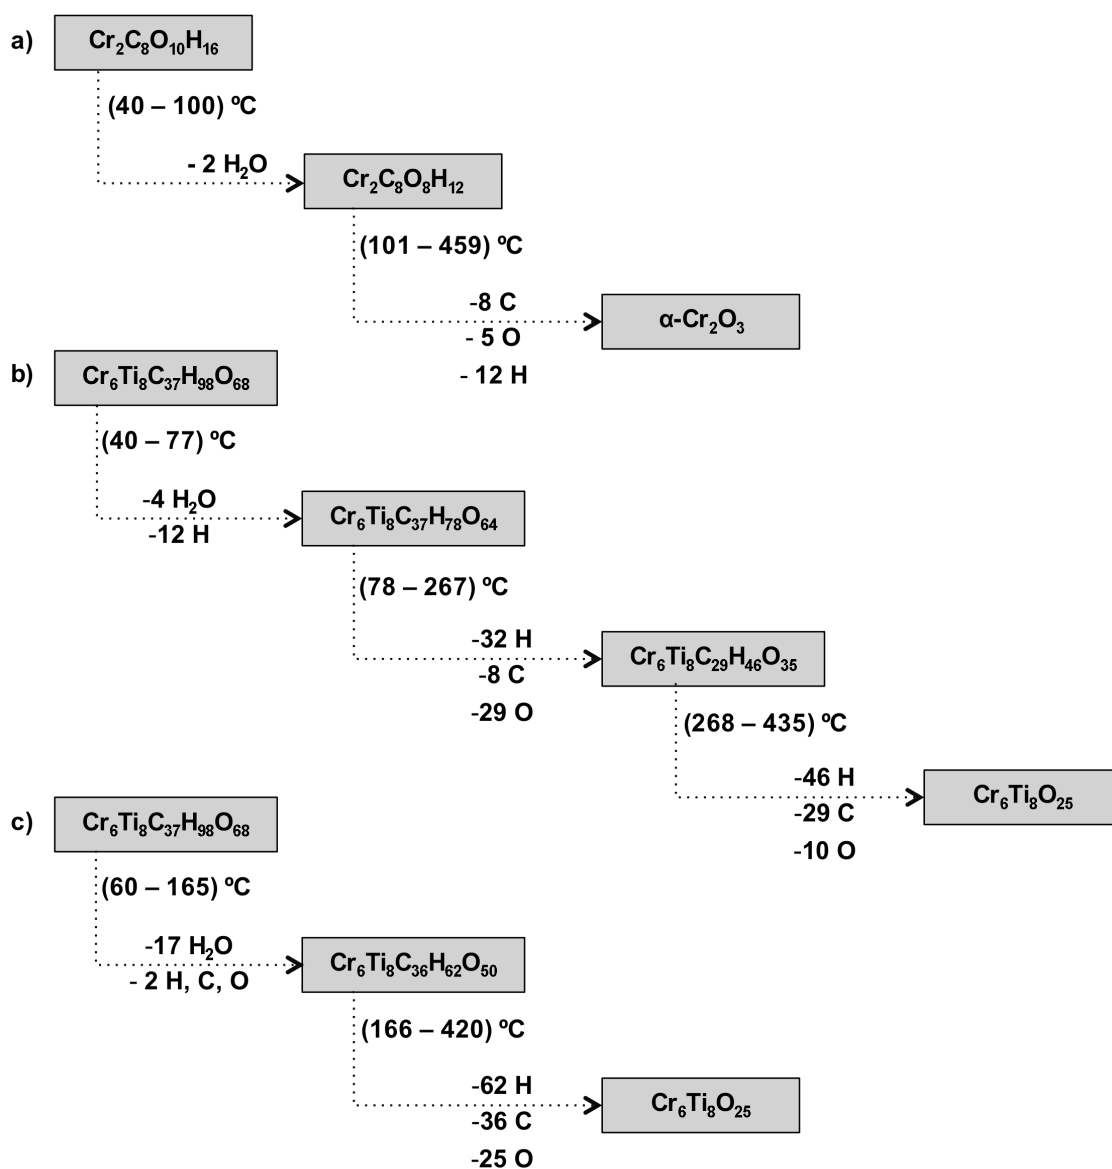 a) Cr₂C₈O₁₀H₁₆
(40 – 100) ºC
- 2 H₂O
Cr₂C₈O₈H₁₂
(101 – 459) ºC
-8 C
α-Cr₂O₃
- 5 O
- 12 H
b) Cr₆Ti₈C₃₇H₉₈O₆₈
(40 – 77) ºC
-4 H₂O
Cr₆Ti₈C₃₇H₇₈O₆₄
-12 H
(78 – 267) ºC
-32 H
Cr₆Ti₈C₂₉H₄₆O₃₅
-8 C
-29 O
(268 – 435) ºC
-46 H
Cr₆Ti�8O₂₅
-29 C
-10 O
c) Cr₆Ti₈C₃₇H₉₈O₆₈
(60 – 165) ºC
-17 H₂O
Cr₆Ti₈C₃₆H₆₂O₅₀
- 2 H, C, O
(166 – 420) ºC
-62 H
Cr₆Ti₈O₂₅
-36 C
-25 O